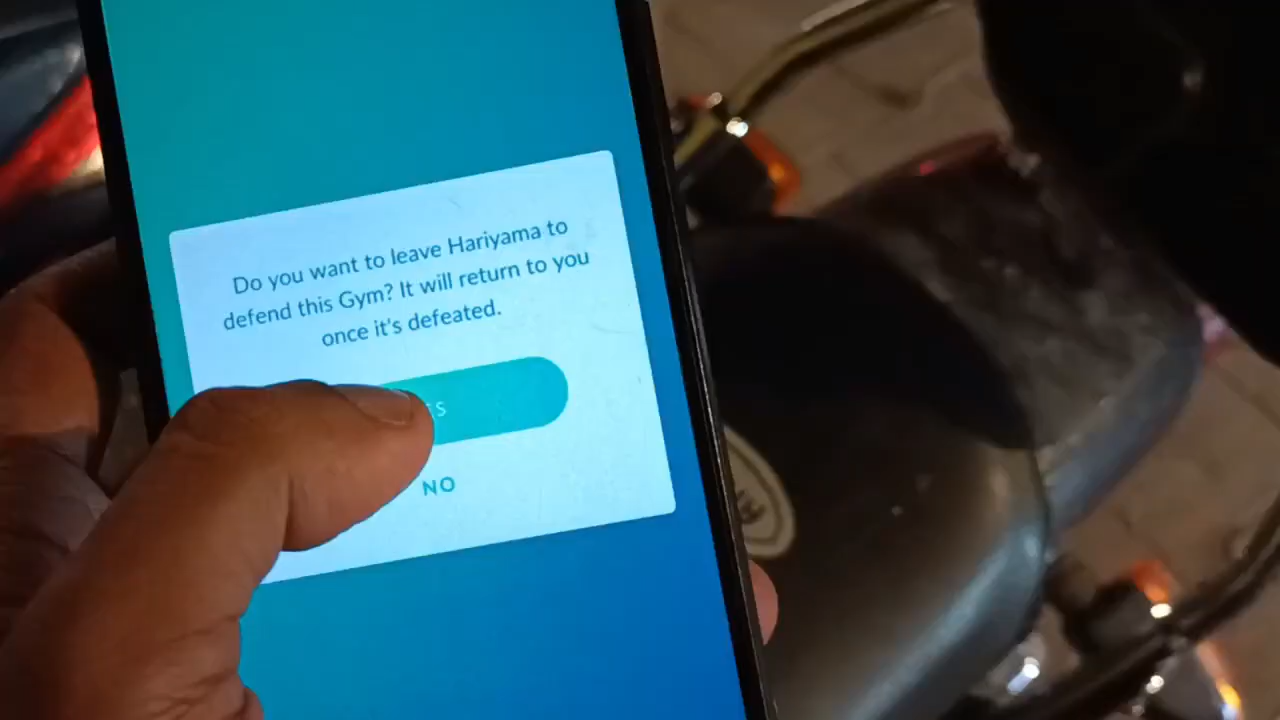 Do you want to leave Hariyama to
defend this Gym? It will return to you
once it's defeated.
NO